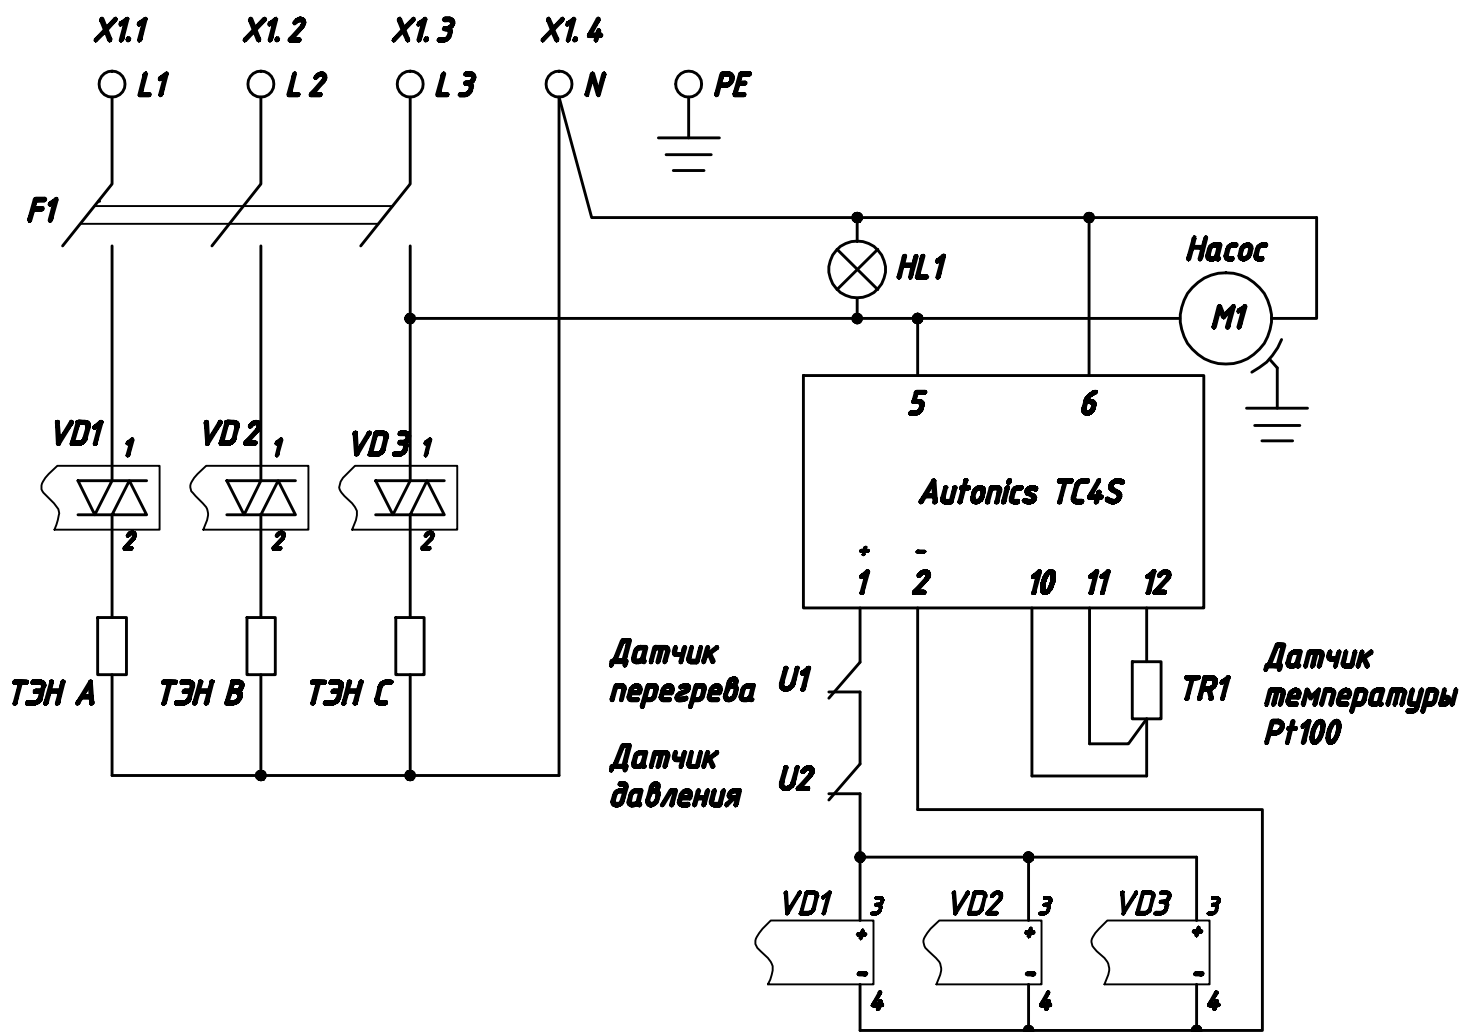 X1.1 X1.2 X1.3 X1.4
L1 L2 L3 N PE
F1
HL1
Насос
M1
5 6
VD1 1 VD2 1 VD3 1
Autonics TC4S
2 2 2
+ -
1 2 10 11 12
Датчик
перегрева
U1
ТЭН A ТЭН B ТЭН C
TR1
Датчик
температуры
Pt100
Датчик
давления
U2
VD1 3 VD2 3 VD3 3
+ + +
- - -
4 4 4